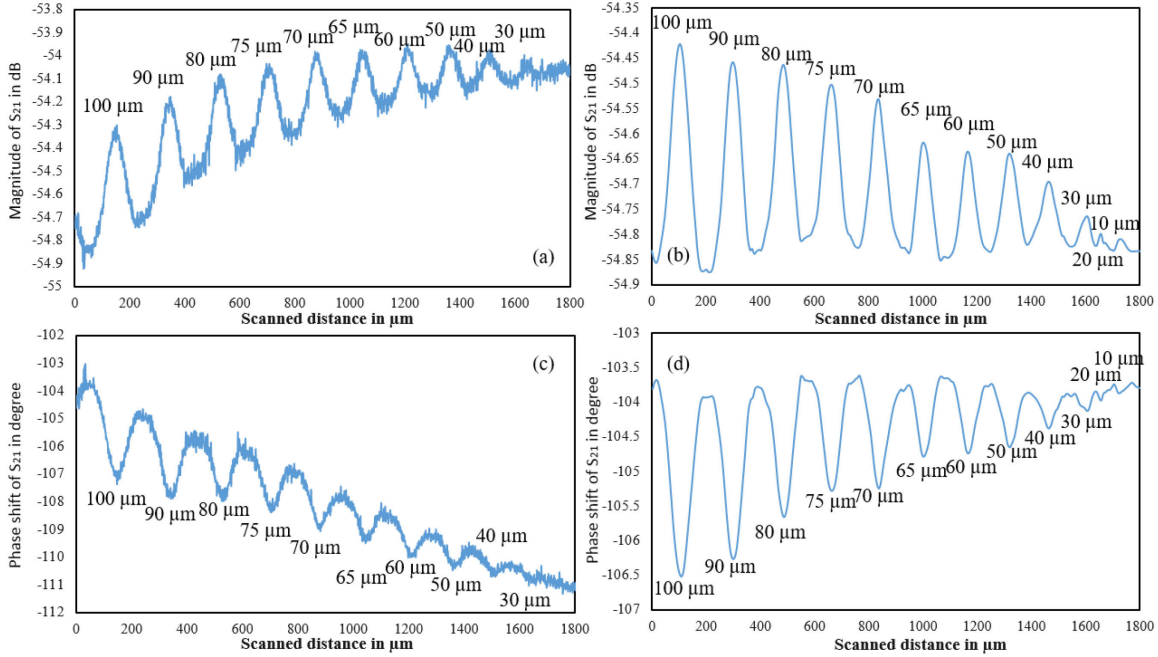 -53.8
-53.9
-54
-54.1
-54.2
-54.3
-54.4
-54.5
-54.6
-54.7
-54.8
-54.9
-55
Magnitude of S21 in dB
100 µm
90 µm
80 µm
75 µm
70 µm
65 µm
60 µm
50 µm
40 µm
30 µm
(a)
0 200 400 600 800 1000 1200 1400 1600 1800
Scanned distance in µm
-54.35
-54.4
-54.45
-54.5
-54.55
-54.6
-54.65
-54.7
-54.75
-54.8
-54.85
-54.9
Magnitude of S21 in dB
100 µm
90 µm
80 µm
75 µm
70 µm
65 µm
60 µm
50 µm
40 µm
30 µm
10 µm
20 µm
(b)
0 200 400 600 800 1000 1200 1400 1600 1800
Scanned distance in µm
-102
-103
-104
-105
-106
-107
-108
-109
-110
-111
-112
Phase shift of S21 in degree
(c)
100 µm
90 µm
80 µm
75 µm
70 µm
65 µm
60 µm
50 µm
40 µm
30 µm
0 200 400 600 800 1000 1200 1400 1600 1800
Scanned distance in µm
-103
-103.5
-104
-104.5
-105
-105.5
-106
-106.5
-107
Phase shift of S21 in degree
(d)
100 µm
90 µm
80 µm
75 µm
70 µm
65 µm
60 µm
50 µm
40 µm
30 µm
20 µm
10 µm
0 200 400 600 800 1000 1200 1400 1600 1800
Scanned distance in µm